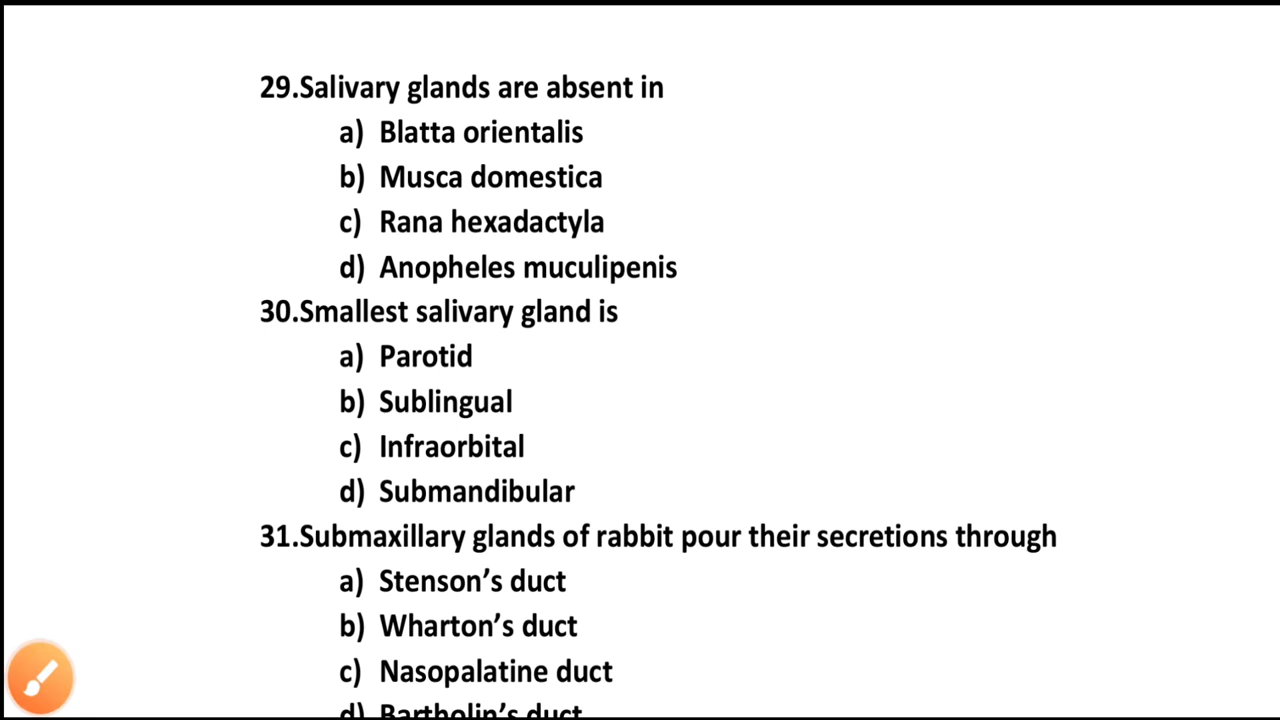 29.Salivary glands are absent in
a) Blatta orientalis
b) Musca domestica
c) Rana hexadactyla
d) Anopheles muculipenis
30.Smallest salivary gland is
a) Parotid
b) Sublingual
c) Infraorbital
d) Submandibular
31.Submaxillary glands of rabbit pour their secretions through
a) Stenson’s duct
b) Wharton’s duct
c) Nasopalatine duct
d) Bartholin’s duct